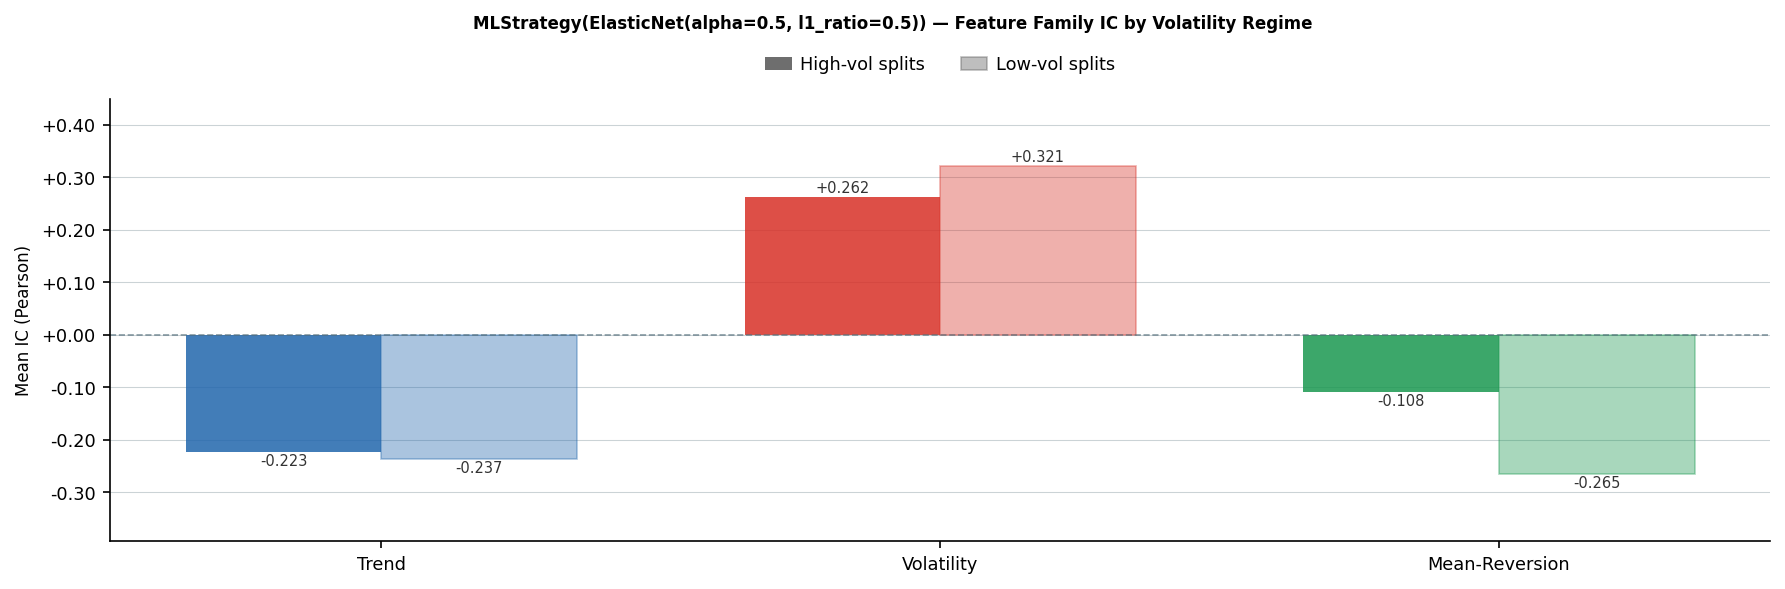 MLStrategy(ElasticNet(alpha=0.5, l1_ratio=0.5)) — Feature Family IC by Volatility Regime
High-vol splits
Low-vol splits
Mean IC (Pearson)
+0.40
+0.30
+0.20
+0.10
+0.00
-0.10
-0.20
-0.30
-0.223
-0.237
+0.262
+0.321
-0.108
-0.265
Trend
Volatility
Mean-Reversion